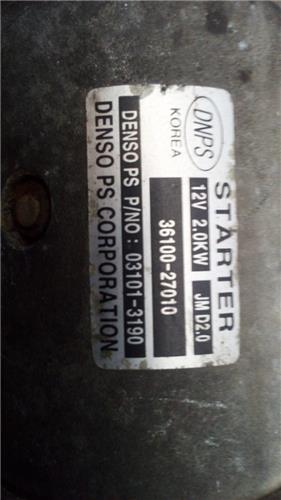 STARTER
DNPS
KOREA
12V 2.0KW
JM D2.0
36100-27010
DENSO PS P/NO : 03101-3190
DENSO PS CORPORATION